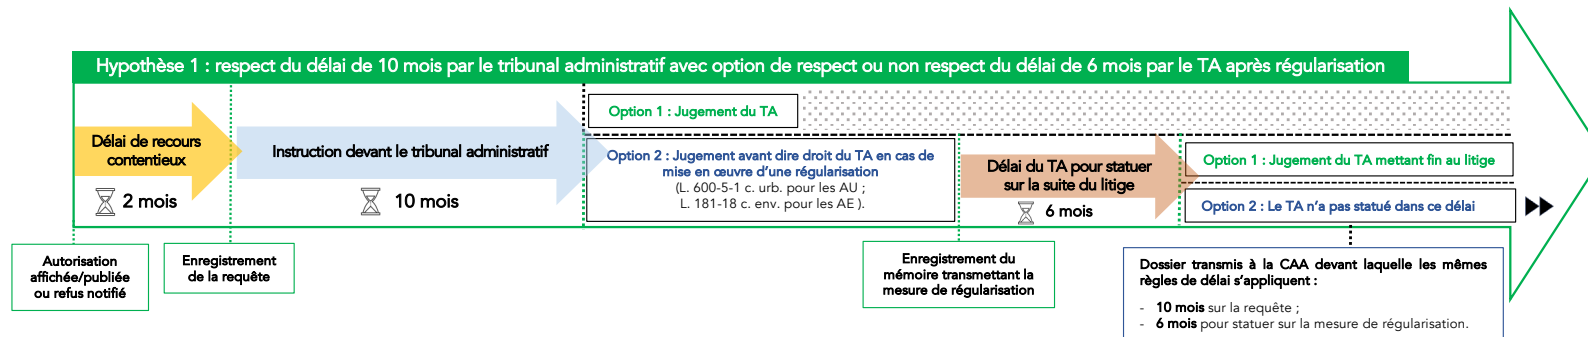 Hypothèse 1 : respect du délai de 10 mois par le tribunal administratif avec option de respect ou non respect du délai de 6 mois par le TA après régularisation
Délai de recours
contentieux
2 mois
Instruction devant le tribunal administratif
10 mois
Option 1 : Jugement du TA
Option 2 : Jugement avant dire droit du TA en cas de
mise en œuvre d’une régularisation
(L. 600-5-1 c. urb. pour les AU ;
L. 181-18 c. env. pour les AE ).
Délai du TA pour statuer
sur la suite du litige
6 mois
Option 1 : Jugement du TA mettant fin au litige
Option 2 : Le TA n’a pas statué dans ce délai
Autorisation
affichée/publiée
ou refus notifié
Enregistrement
de la requête
Enregistrement du
mémoire transmettant la
mesure de régularisation
Dossier transmis à la CAA devant laquelle les mêmes
règles de délai s’appliquent :
- 10 mois sur la requête ;
- 6 mois pour statuer sur la mesure de régularisation.